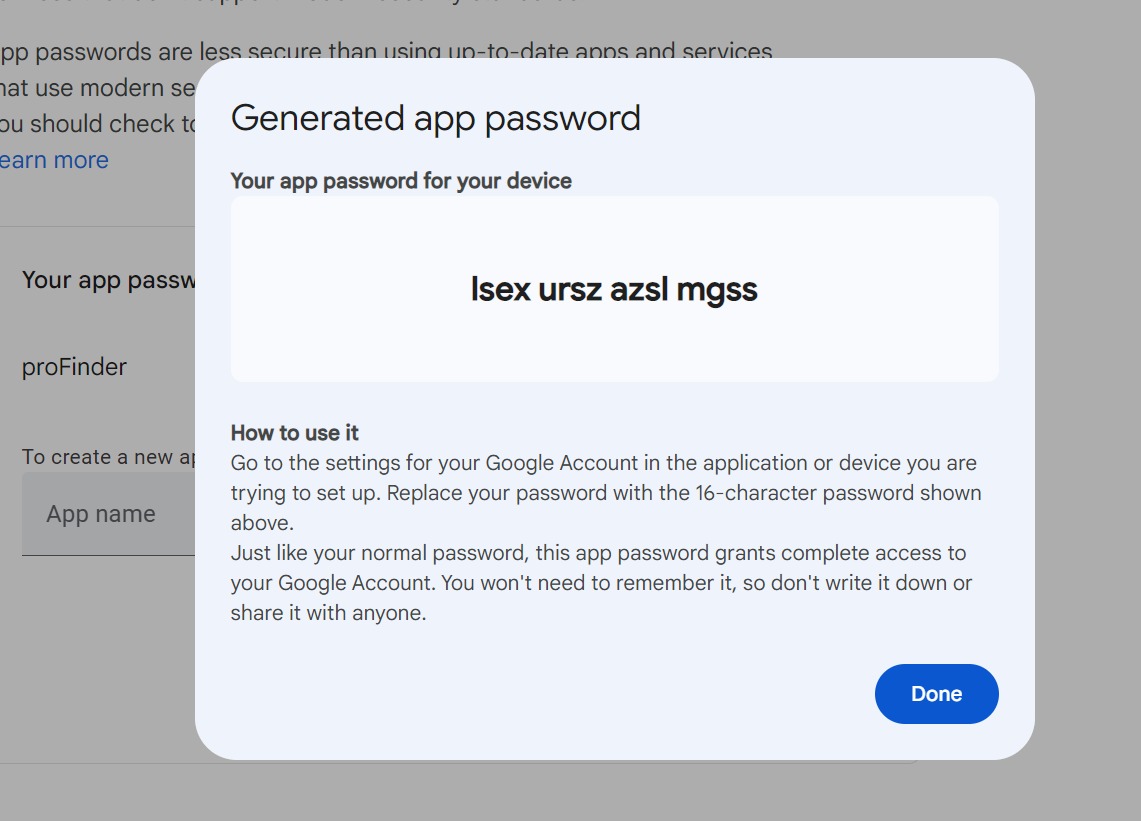 pp passwords are less secure than using up-to-date apps and services
hat use modern se
ou should check to
earn more
Generated app password
Your app password for your device
lsex ursz azsl mgss
Your app passw
proFinder
To create a new ap
App name
How to use it
Go to the settings for your Google Account in the application or device you are
trying to set up. Replace your password with the 16-character password shown
above.
Just like your normal password, this app password grants complete access to
your Google Account. You won't need to remember it, so don't write it down or
share it with anyone.
Done